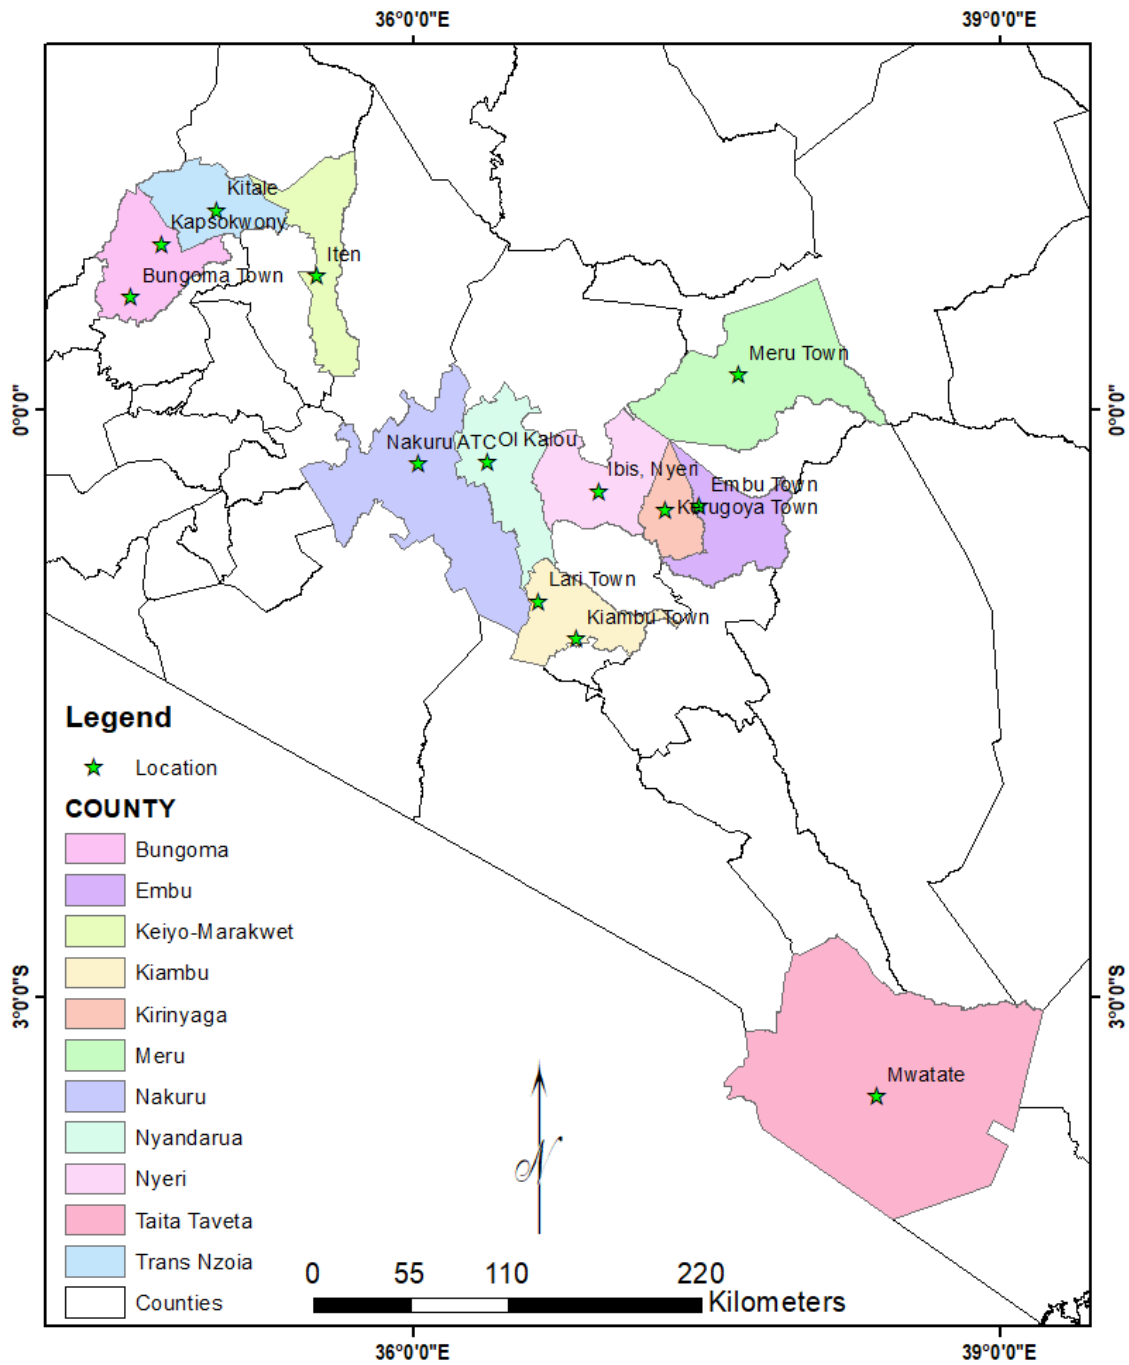 36°0'0"E
39°0'0"E
Kitale
Kapsokwony
Iten
Bungoma Town
Meru Town
0°0'0"
0°0'0"
Nakuru ATC
Ol Kalou
Ibis, Nyeri
Embu Town
Kerugoya Town
Lari Town
Kiambu Town
Legend
Location
COUNTY
Bungoma
Embu
Keiyo-Marakwet
Kiambu
Kirinyaga
Meru
Nakuru
Nyandarua
Nyeri
Taita Taveta
Trans Nzoia
Counties
3°0'0"S
3°0'0"S
Mwatate
N
0 55 110 220
Kilometers
36°0'0"E
39°0'0"E